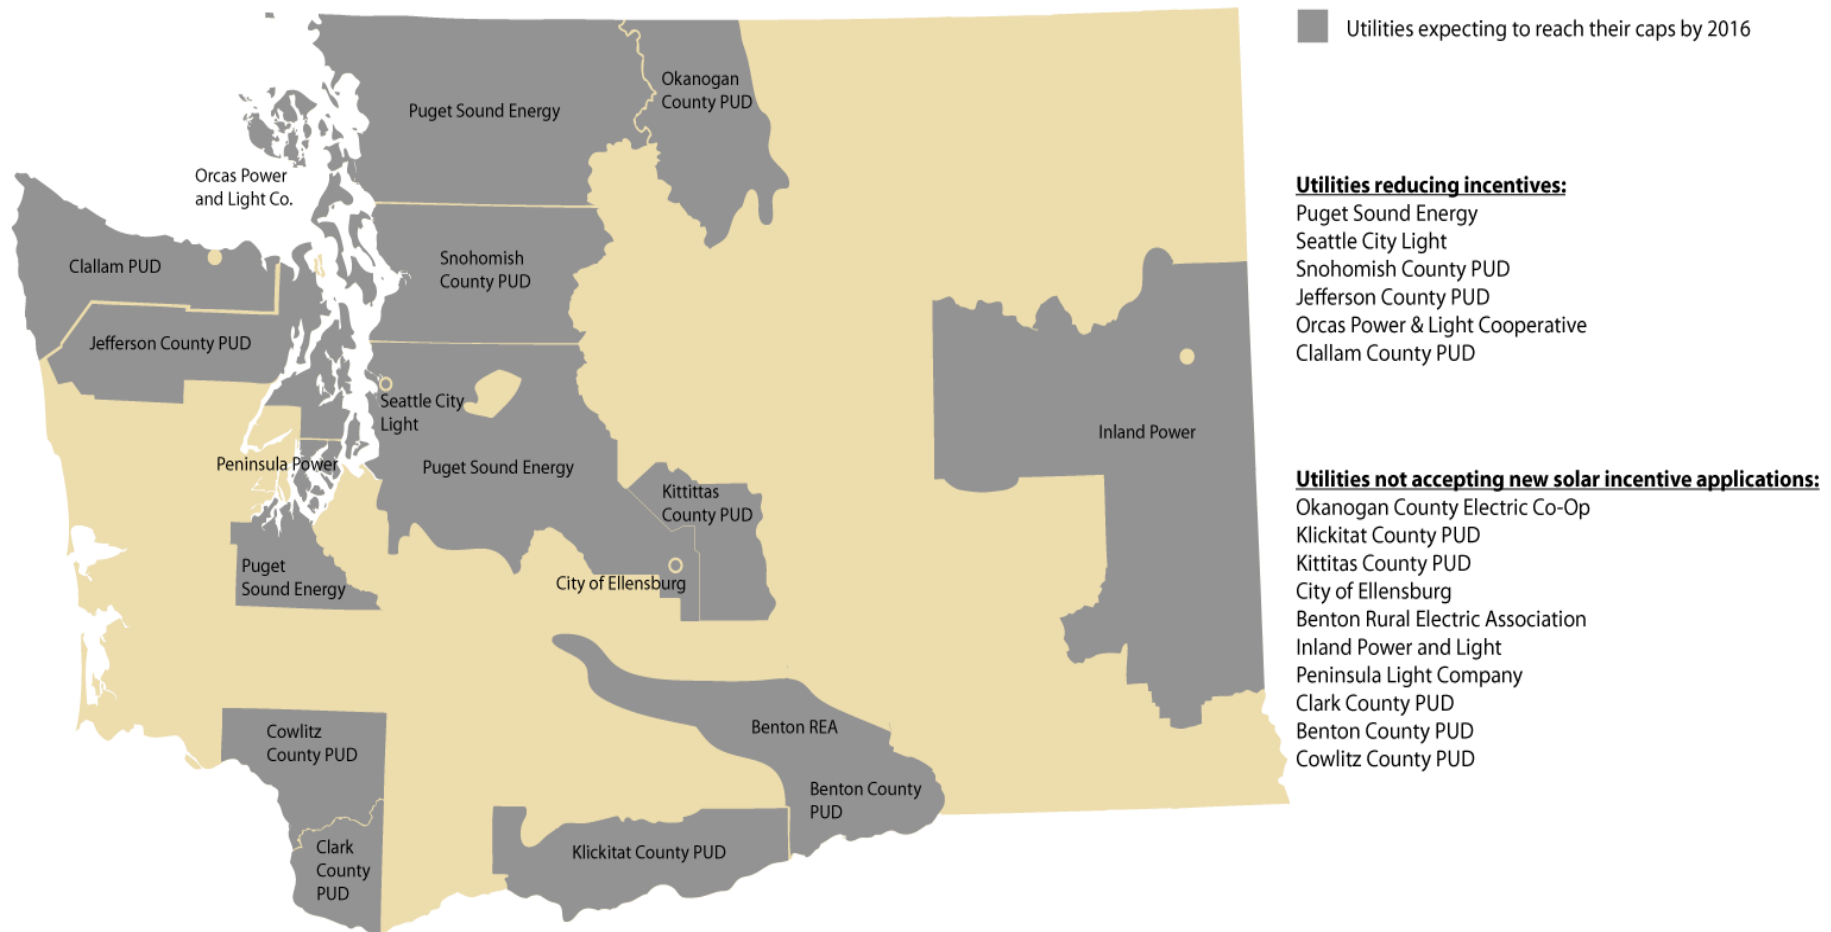 Utilities expecting to reach their caps by 2016
Okanogan
County PUD
Puget Sound Energy
Orcas Power
and Light Co.
Clallam PUD
Snohomish
County PUD
Jefferson County PUD
Seattle City
Light
Inland Power
Peninsula Power
Puget Sound Energy
Kittittas
County PUD
Puget
Sound Energy
City of Ellensburg
Cowlitz
County PUD
Benton REA
Benton County
PUD
Clark
County
PUD
Klickitat County PUD
Utilities reducing incentives:
Puget Sound Energy
Seattle City Light
Snohomish County PUD
Jefferson County PUD
Orcas Power & Light Cooperative
Clallam County PUD
Utilities not accepting new solar incentive applications:
Okanogan County Electric Co-Op
Klickitat County PUD
Kittitas County PUD
City of Ellensburg
Benton Rural Electric Association
Inland Power and Light
Peninsula Light Company
Clark County PUD
Benton County PUD
Cowlitz County PUD